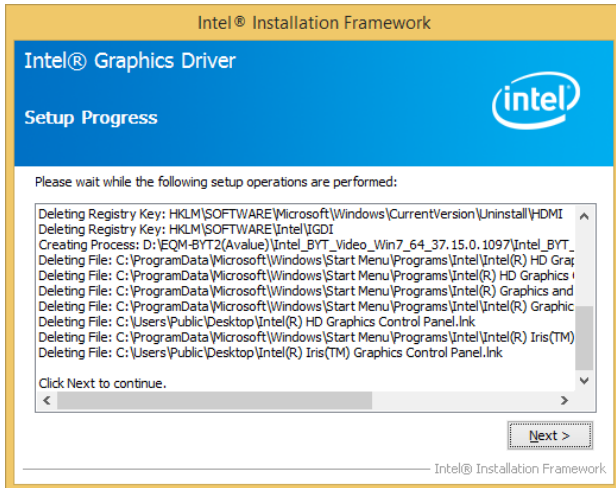 Intel® Installation Framework
Intel® Graphics Driver
intel
Setup Progress
Please wait while the following setup operations are performed:
Deleting Registry Key: HKLM\SOFTWARE\Microsoft\Windows\CurrentVersion\Uninstall\HDMI
Deleting Registry Key: HKLM\SOFTWARE\Intel\IGDI
Creating Process: D:\EQM-BYT2(Avalue)\Intel_BYT_Video_Win7_64_37.15.0.1097\Intel_BYT_
Deleting File: C:\ProgramData\Microsoft\Windows\Start Menu\Programs\Intel\Intel(R) HD Grap
Deleting File: C:\ProgramData\Microsoft\Windows\Start Menu\Programs\Intel(R) HD Graphics (
Deleting File: C:\ProgramData\Microsoft\Windows\Start Menu\Programs\Intel(R) Graphics and
Deleting File: C:\ProgramData\Microsoft\Windows\Start Menu\Programs\Intel\Intel(R) Graphic
Deleting File: C:\Users\Public\Desktop\Intel(R) HD Graphics Control Panel.lnk
Deleting File: C:\ProgramData\Microsoft\Windows\Start Menu\Programs\Intel\Intel(R) Iris(TM)
Deleting File: C:\Users\Public\Desktop\Intel(R) Iris(TM) Graphics Control Panel.lnk
Click Next to continue.
Next >
Intel® Installation Framework